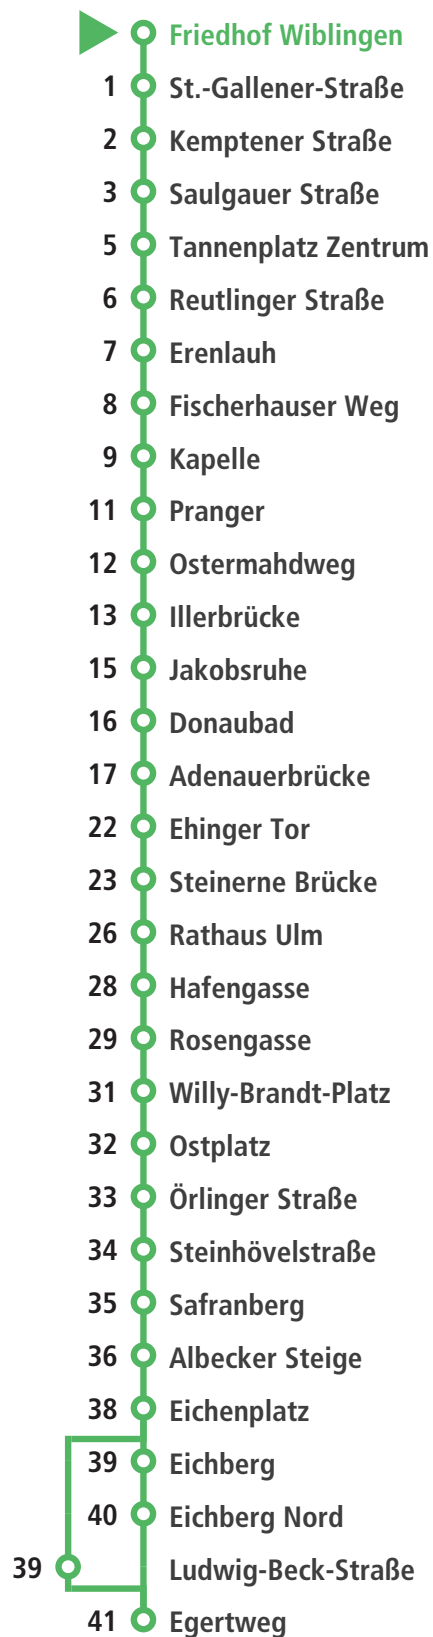 Friedhof Wiblingen
1 St.-Gallener-Straße
2 Kemptener Straße
3 Saulgauer Straße
5 Tannenplatz Zentrum
6 Reutlinger Straße
7 Erenlauh
8 Fischerhauser Weg
9 Kapelle
11 Pranger
12 Ostermahdweg
13 Illerbrücke
15 Jakobsruhe
16 Donaubad
17 Adenauerbrücke
22 Ehinger Tor
23 Steinerne Brücke
26 Rathaus Ulm
28 Hafengasse
29 Rosengasse
31 Willy-Brandt-Platz
32 Ostplatz
33 Örlinger Straße
34 Steinhövelstraße
35 Safranberg
36 Albecker Steige
38 Eichenplatz
39 Eichberg
40 Eichberg Nord
39 Ludwig-Beck-Straße
41 Egertweg